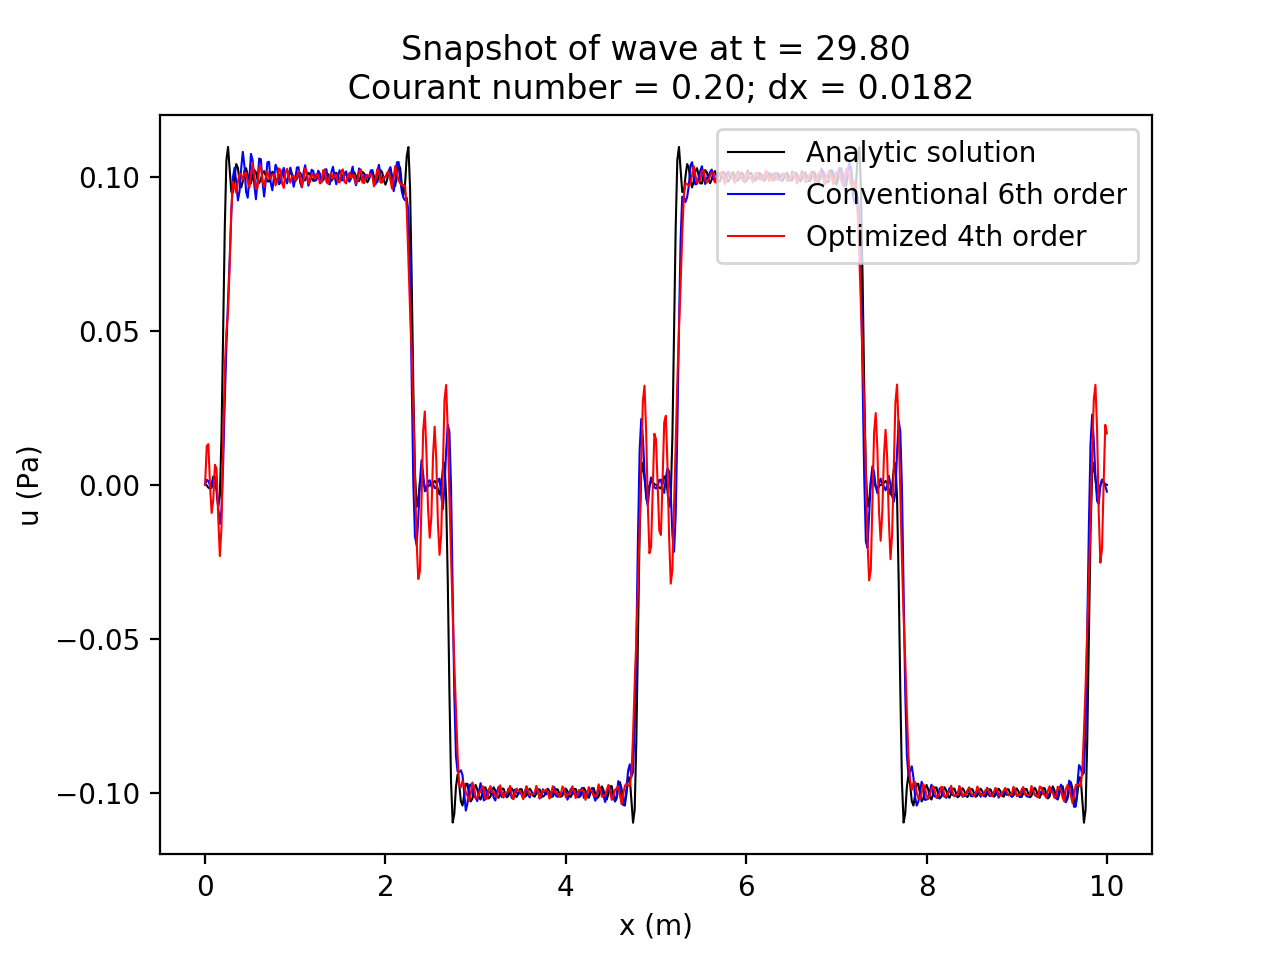 Snapshot of wave at t = 29.80
Courant number = 0.20; dx = 0.0182
Analytic solution
Conventional 6th order
Optimized 4th order
u (Pa)
0.10
0.05
0.00
−0.05
−0.10
0 2 4 6 8 10
x (m)